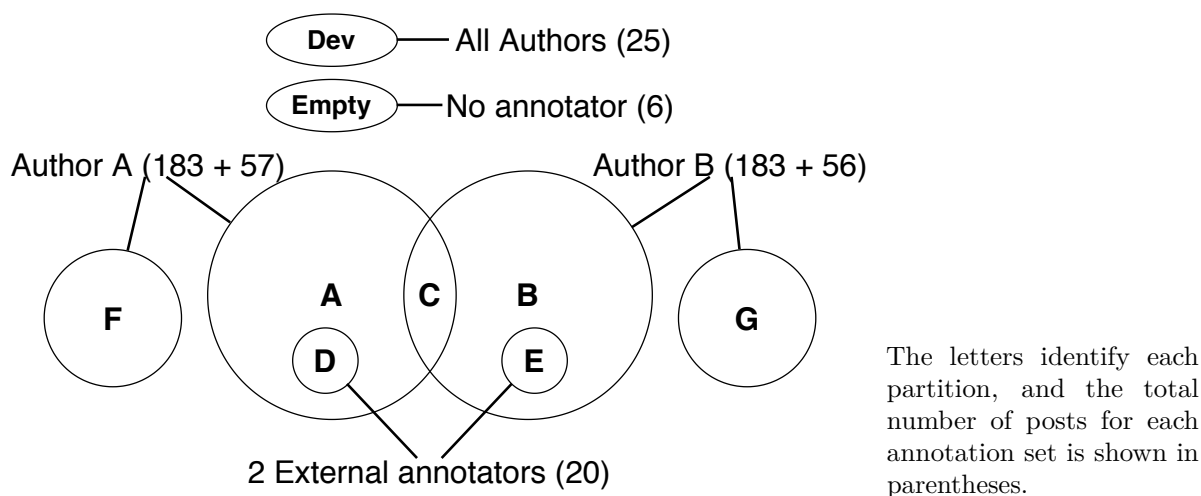 Dev All Authors (25)
Empty No annotator (6)
Author A (183 + 57) Author B (183 + 56)
F A C B G
D E
2 External annotators (20)
The letters identify each
partition, and the total
number of posts for each
annotation set is shown in
parentheses.